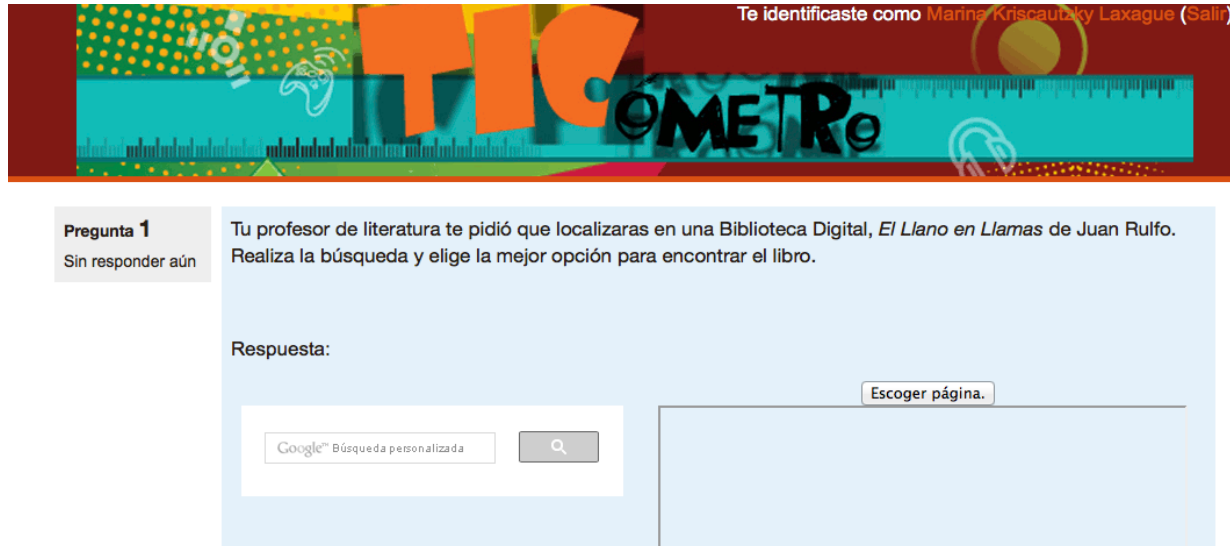 Te identificaste como Marina Kriscautzky Laxague (Salir)
TICOMETRO
Pregunta 1
Sin responder aún
Tu profesor de literatura te pidió que localizaras en una Biblioteca Digital, El Llano en Llamas de Juan Rulfo.
Realiza la búsqueda y elige la mejor opción para encontrar el libro.
Respuesta:
Escoger página.
Google™ Búsqueda personalizada